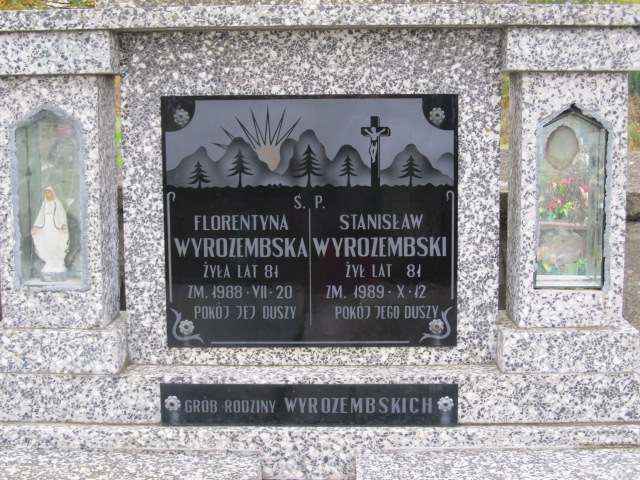 Ś. P.
FLORENTYNA
WYROZEMBSKA
ŻYŁA LAT 81
ZM. 1988 · VII · 20
POKÓJ JEJ DUSZY
STANISŁAW
WYROZEMBSKI
ŻYŁ LAT 81
ZM. 1989 · X · 12
POKÓJ JEGO DUSZY
GRÓB RODZINY WYROZEMBSKICH